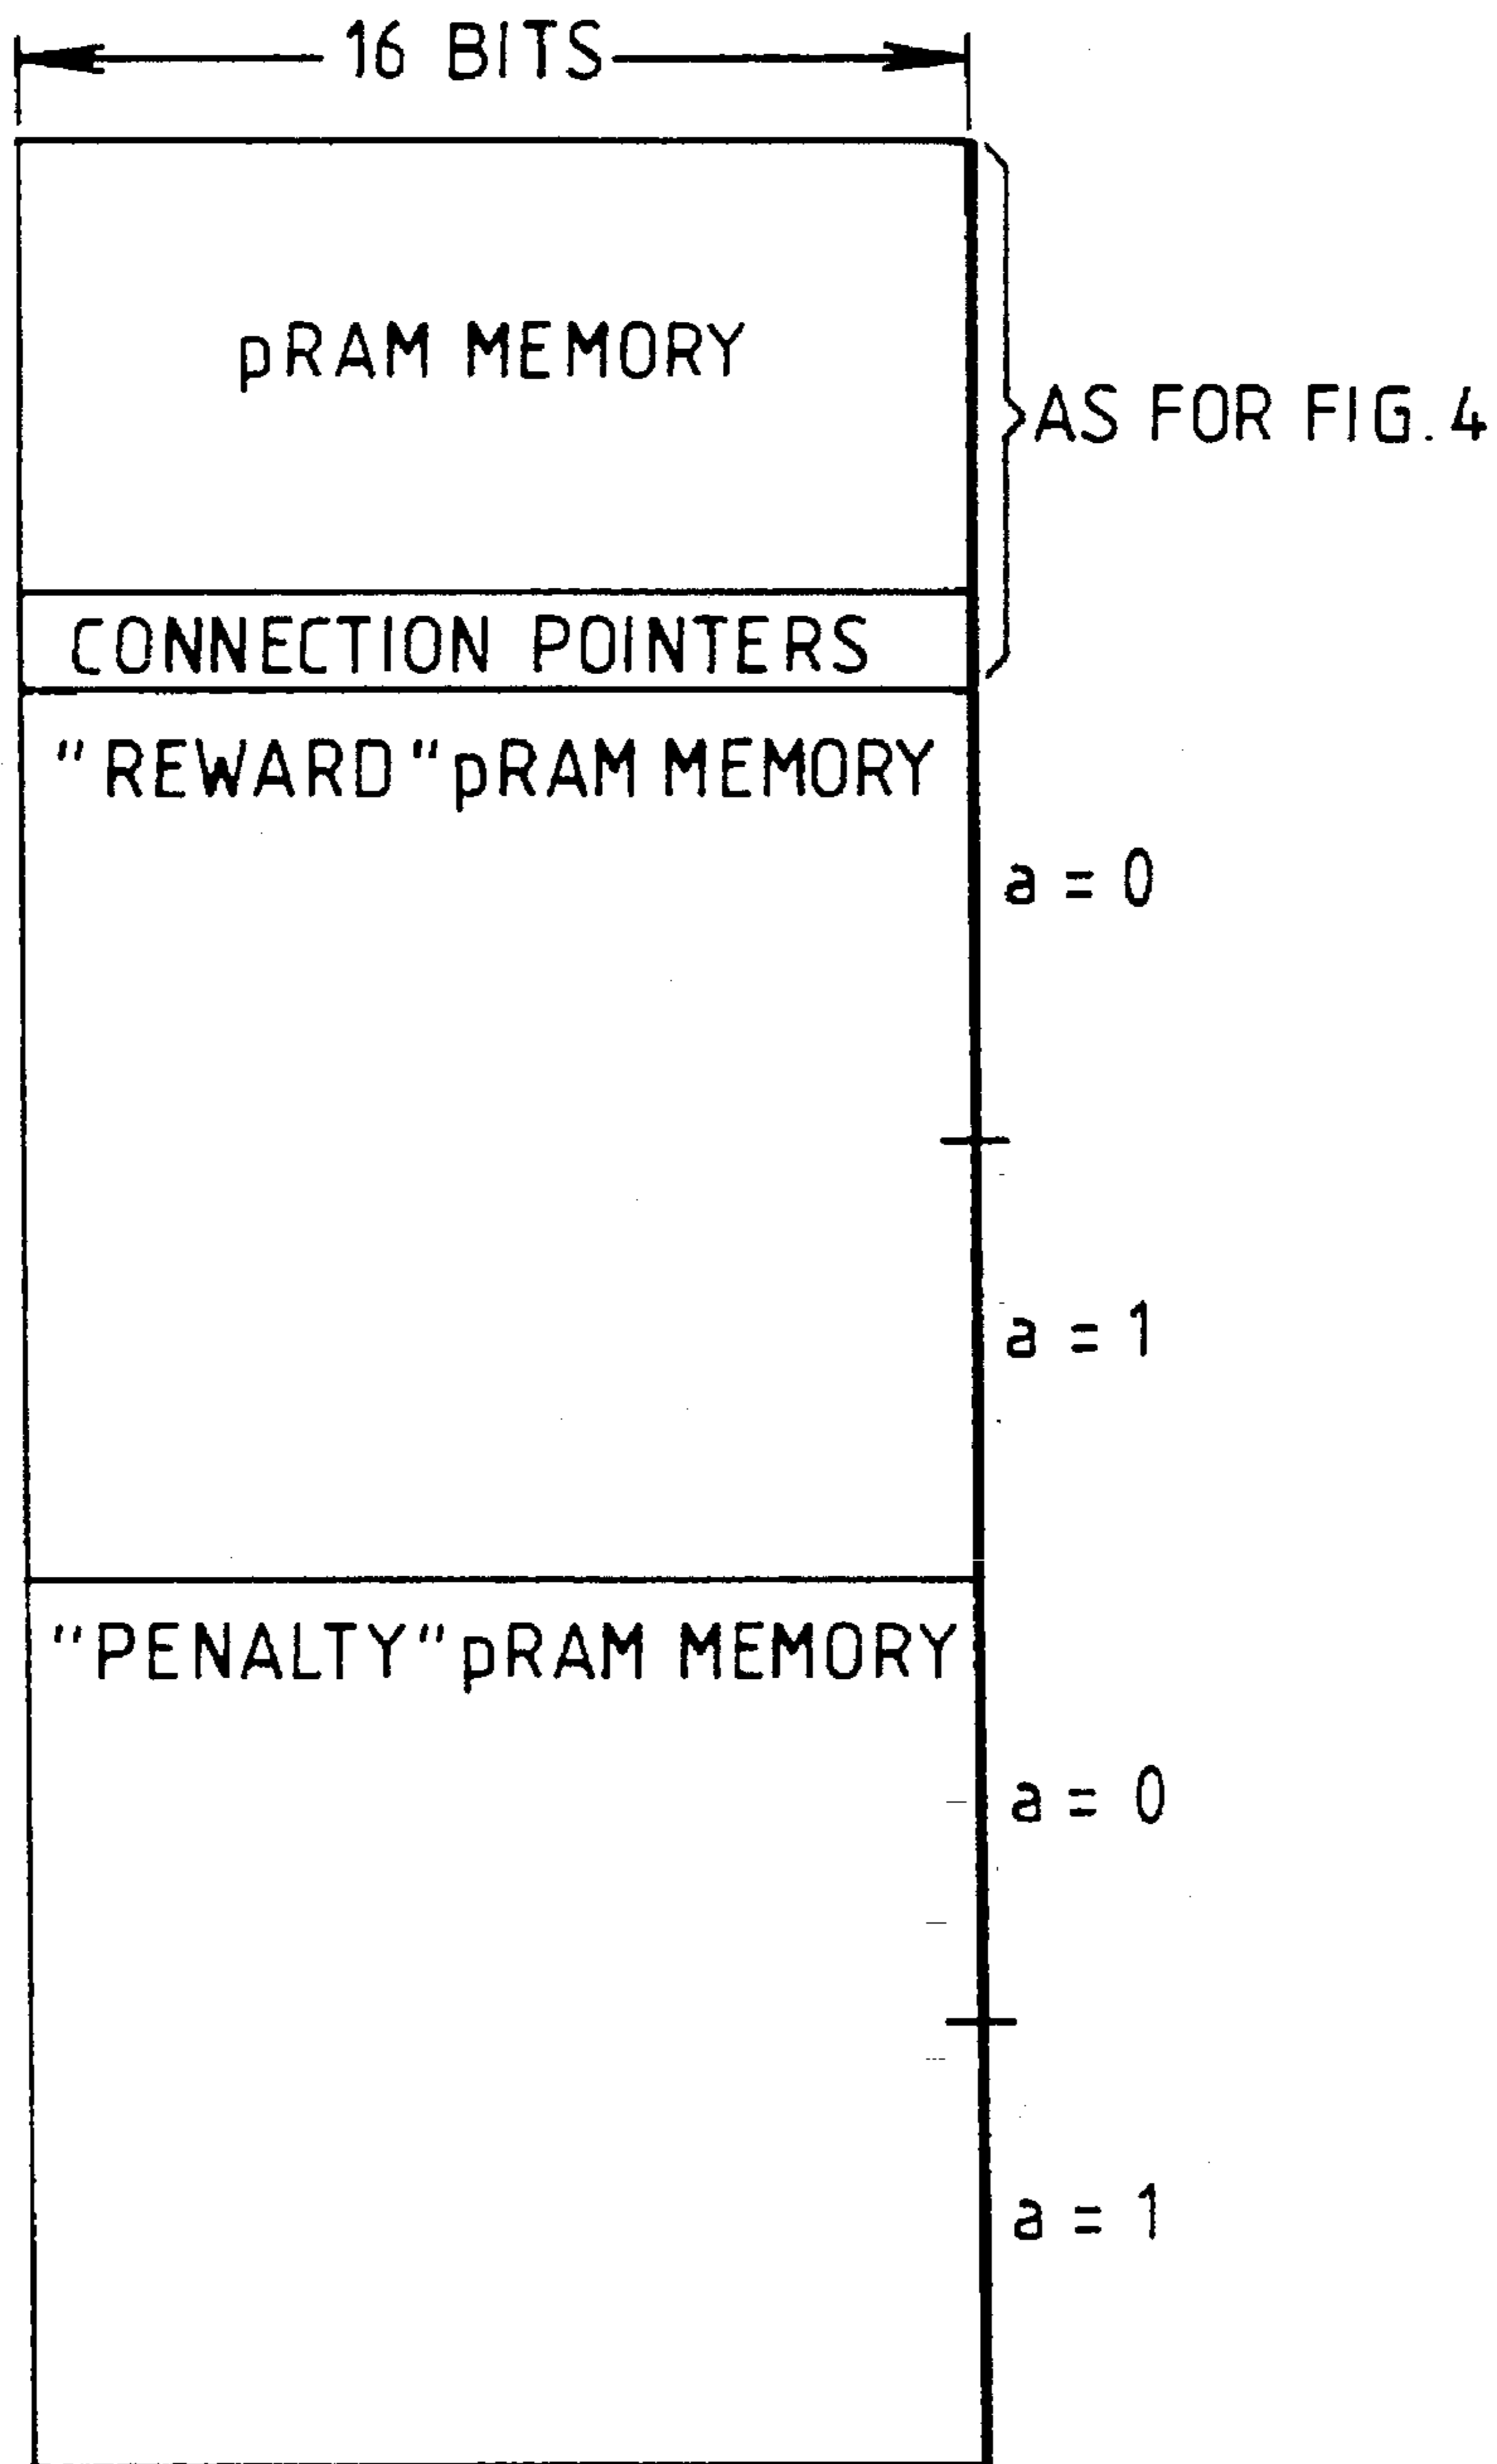 16 BITS
pRAM MEMORY
AS FOR FIG. 4
CONNECTION POINTERS
"REWARD" pRAM MEMORY
a = 0
a = 1
"PENALTY" pRAM MEMORY
a = 0
a = 1